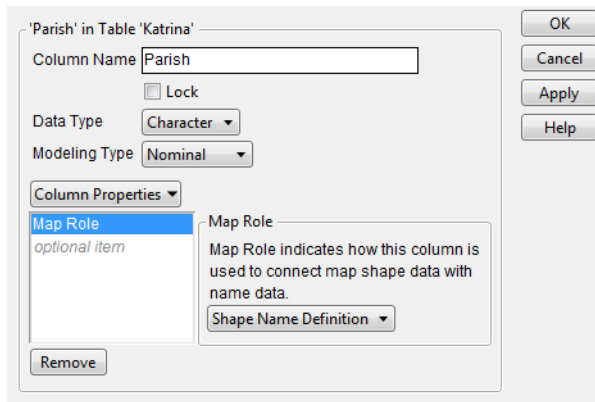 'Parish' in Table 'Katrina'
Column Name Parish
Lock
Data Type Character
Modeling Type Nominal
Column Properties
Map Role
optional item
Remove
Map Role
Map Role indicates how this column is
used to connect map shape data with
name data.
Shape Name Definition
OK
Cancel
Apply
Help